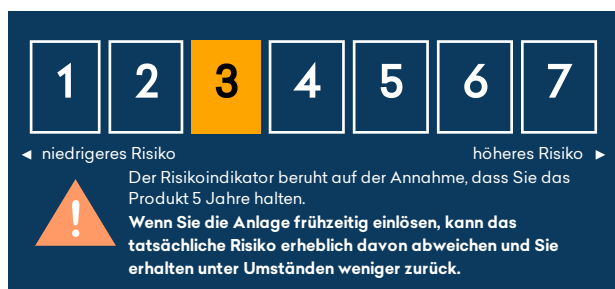 1 2 3 4 5 6 7
◄ niedrigeres Risiko höheres Risiko ►
Der Risikoindikator beruht auf der Annahme, dass Sie das
Produkt 5 Jahre halten.
Wenn Sie die Anlage frühzeitig einlösen, kann das
tatsächliche Risiko erheblich davon abweichen und Sie
erhalten unter Umständen weniger zurück.